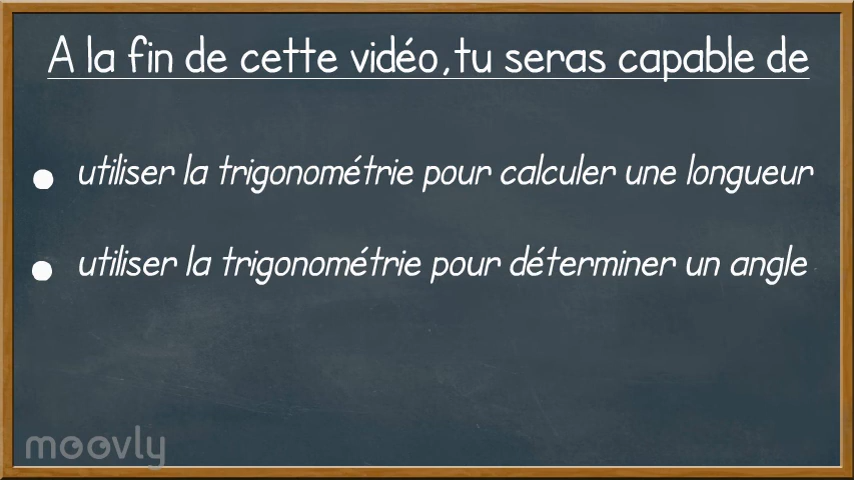 A la fin de cette vidéo, tu seras capable de
utiliser la trigonométrie pour calculer une longueur
utiliser la trigonométrie pour déterminer un angle
moovly